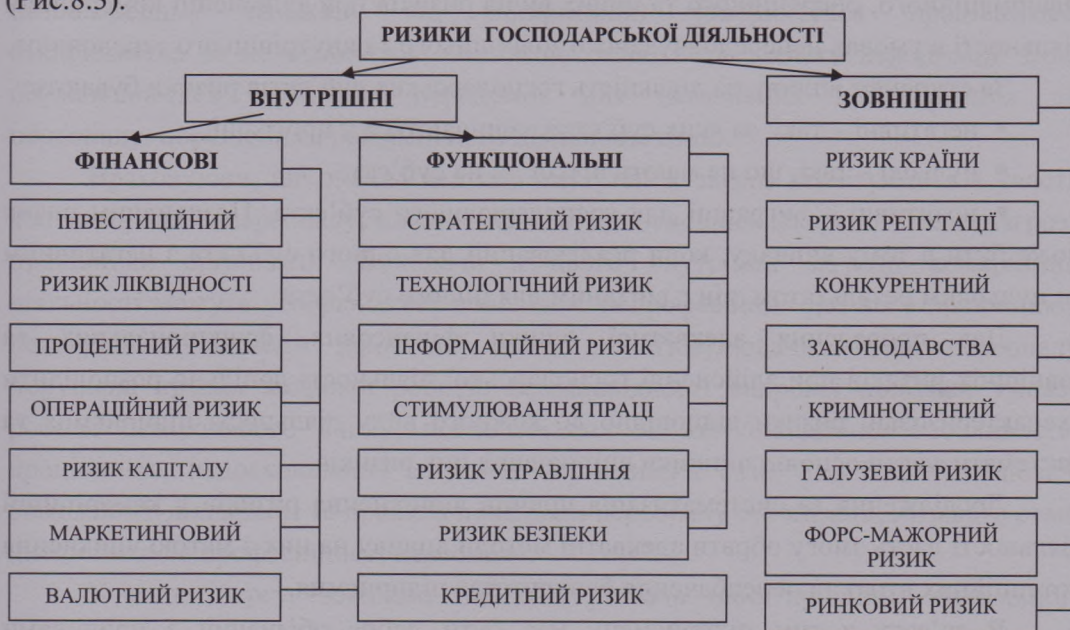 (Рис.8.3).
РИЗИКИ ГОСПОДАРСЬКОЇ ДІЯЛЬНОСТІ
ВНУТРІШНІ
ЗОВНІШНІ
ФІНАНСОВІ
ФУНКЦІОНАЛЬНІ
РИЗИК КРАЇНИ
ІНВЕСТИЦІЙНИЙ
СТРАТЕГІЧНИЙ РИЗИК
РИЗИК РЕПУТАЦІЇ
РИЗИК ЛІКВІДНОСТІ
ТЕХНОЛОГІЧНИЙ РИЗИК
КОНКУРЕНТНИЙ
ПРОЦЕНТНИЙ РИЗИК
ІНФОРМАЦІЙНИЙ РИЗИК
ЗАКОНОДАВСТВА
ОПЕРАЦІЙНИЙ РИЗИК
СТИМУЛЮВАННЯ ПРАЦІ
КРИМІНОГЕННИЙ
РИЗИК КАПІТАЛУ
РИЗИК УПРАВЛІННЯ
ГАЛУЗЕВИЙ РИЗИК
МАРКЕТИНГОВИЙ
РИЗИК БЕЗПЕКИ
ФОРС-МАЖОРНИЙ
РИЗИК
ВАЛЮТНИЙ РИЗИК
КРЕДИТНИЙ РИЗИК
РИНКОВИЙ РИЗИК